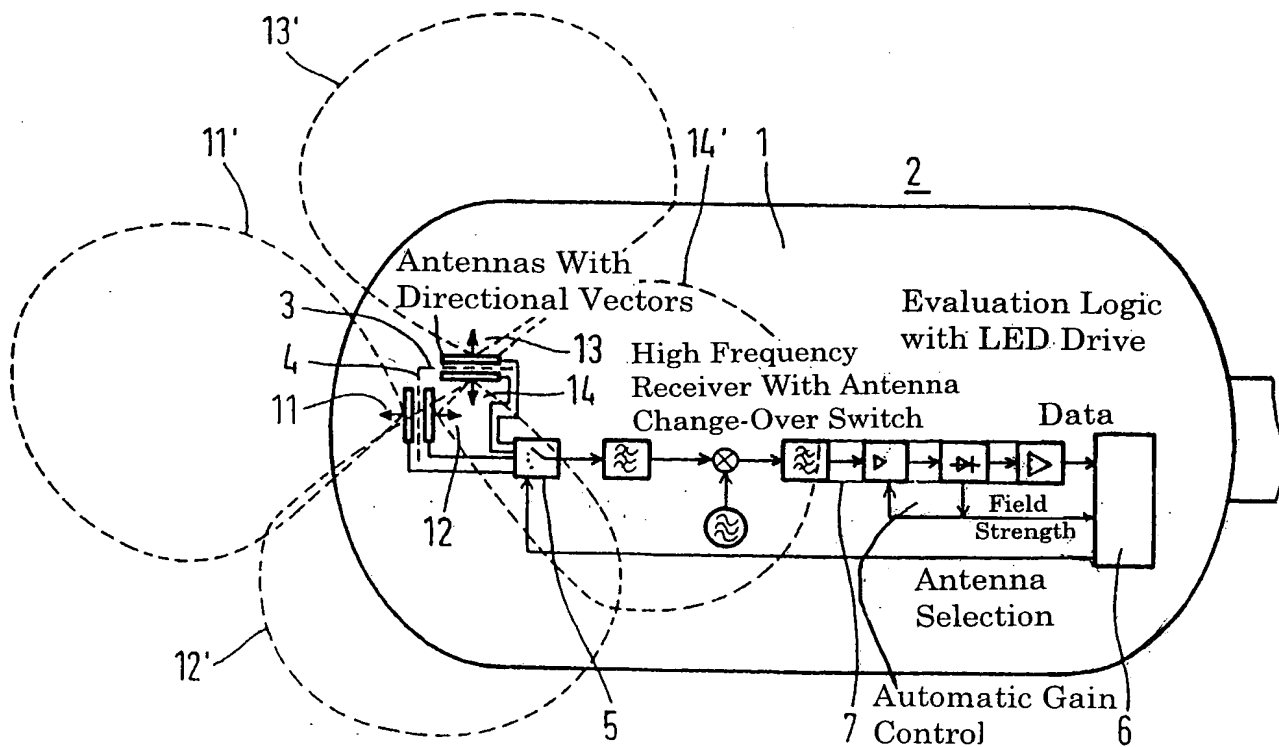 13'
11'
14'
1
2
Antennas With
Directional Vectors
Evaluation Logic
with LED Drive
3
4
13
High Frequency
Receiver With Antenna
Change-Over Switch
11
14
Data
12
Field
Strength
Antenna
Selection
12'
5
7
Automatic Gain
Control
6